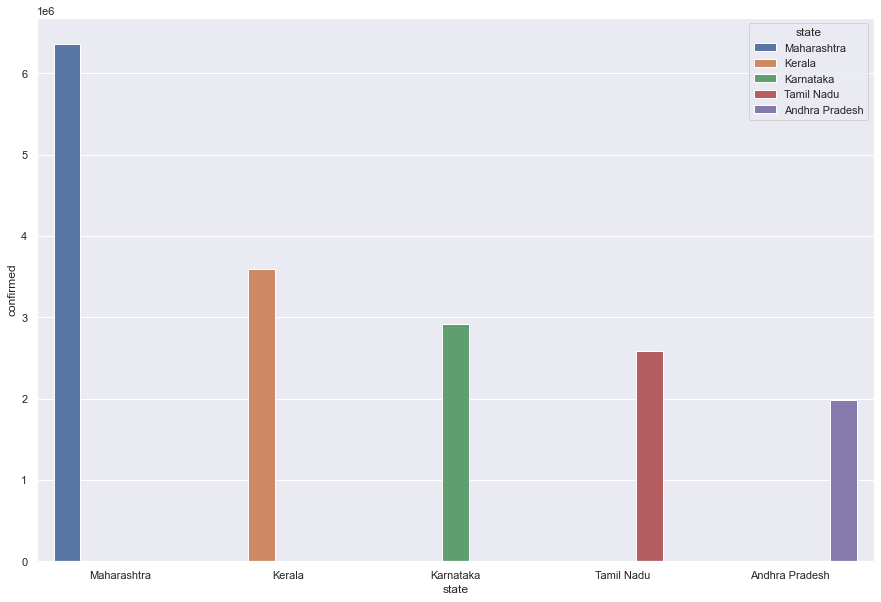 1e6
state
Maharashtra
Kerala
Karnataka
Tamil Nadu
Andhra Pradesh
6
5
4
3
2
1
0
confirmed
Maharashtra Kerala Karnataka Tamil Nadu Andhra Pradesh
state